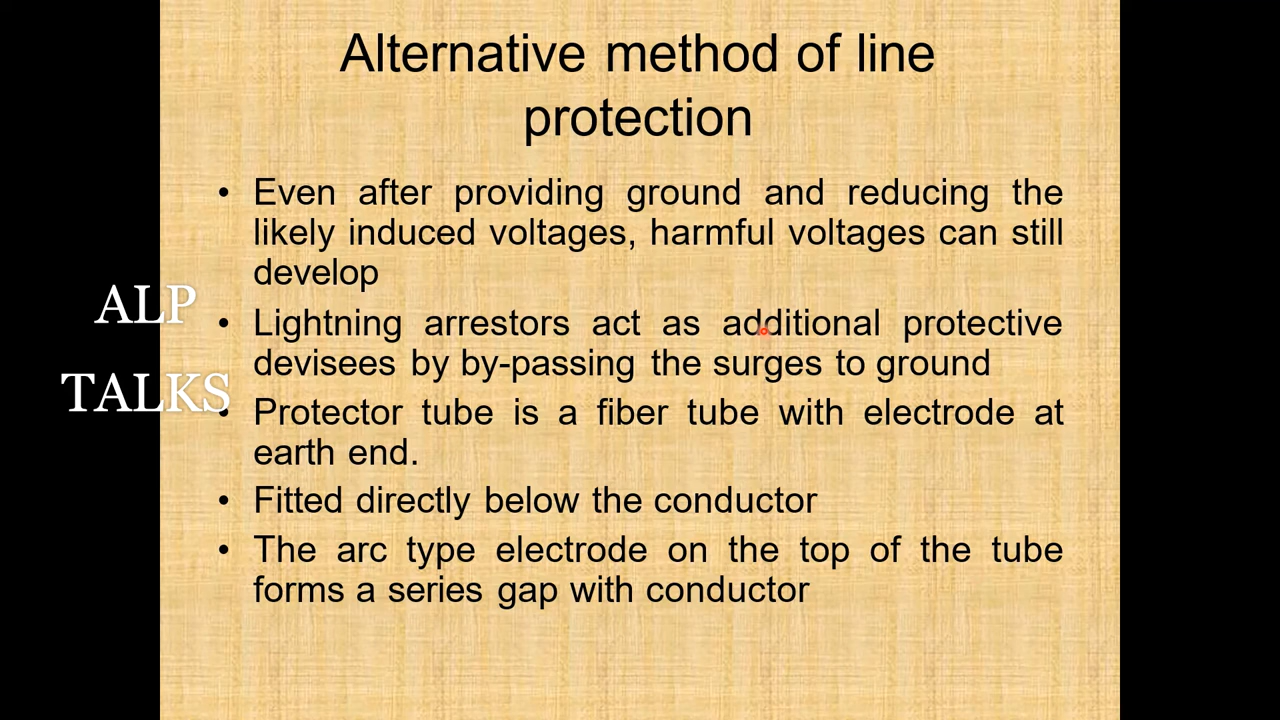 Alternative method of line
protection
• Even after providing ground and reducing the
likely induced voltages, harmful voltages can still
develop
• Lightning arrestors act as additional protective
devisees by by-passing the surges to ground
• Protector tube is a fiber tube with electrode at
earth end.
• Fitted directly below the conductor
• The arc type electrode on the top of the tube
forms a series gap with conductor
ALP
TALKS